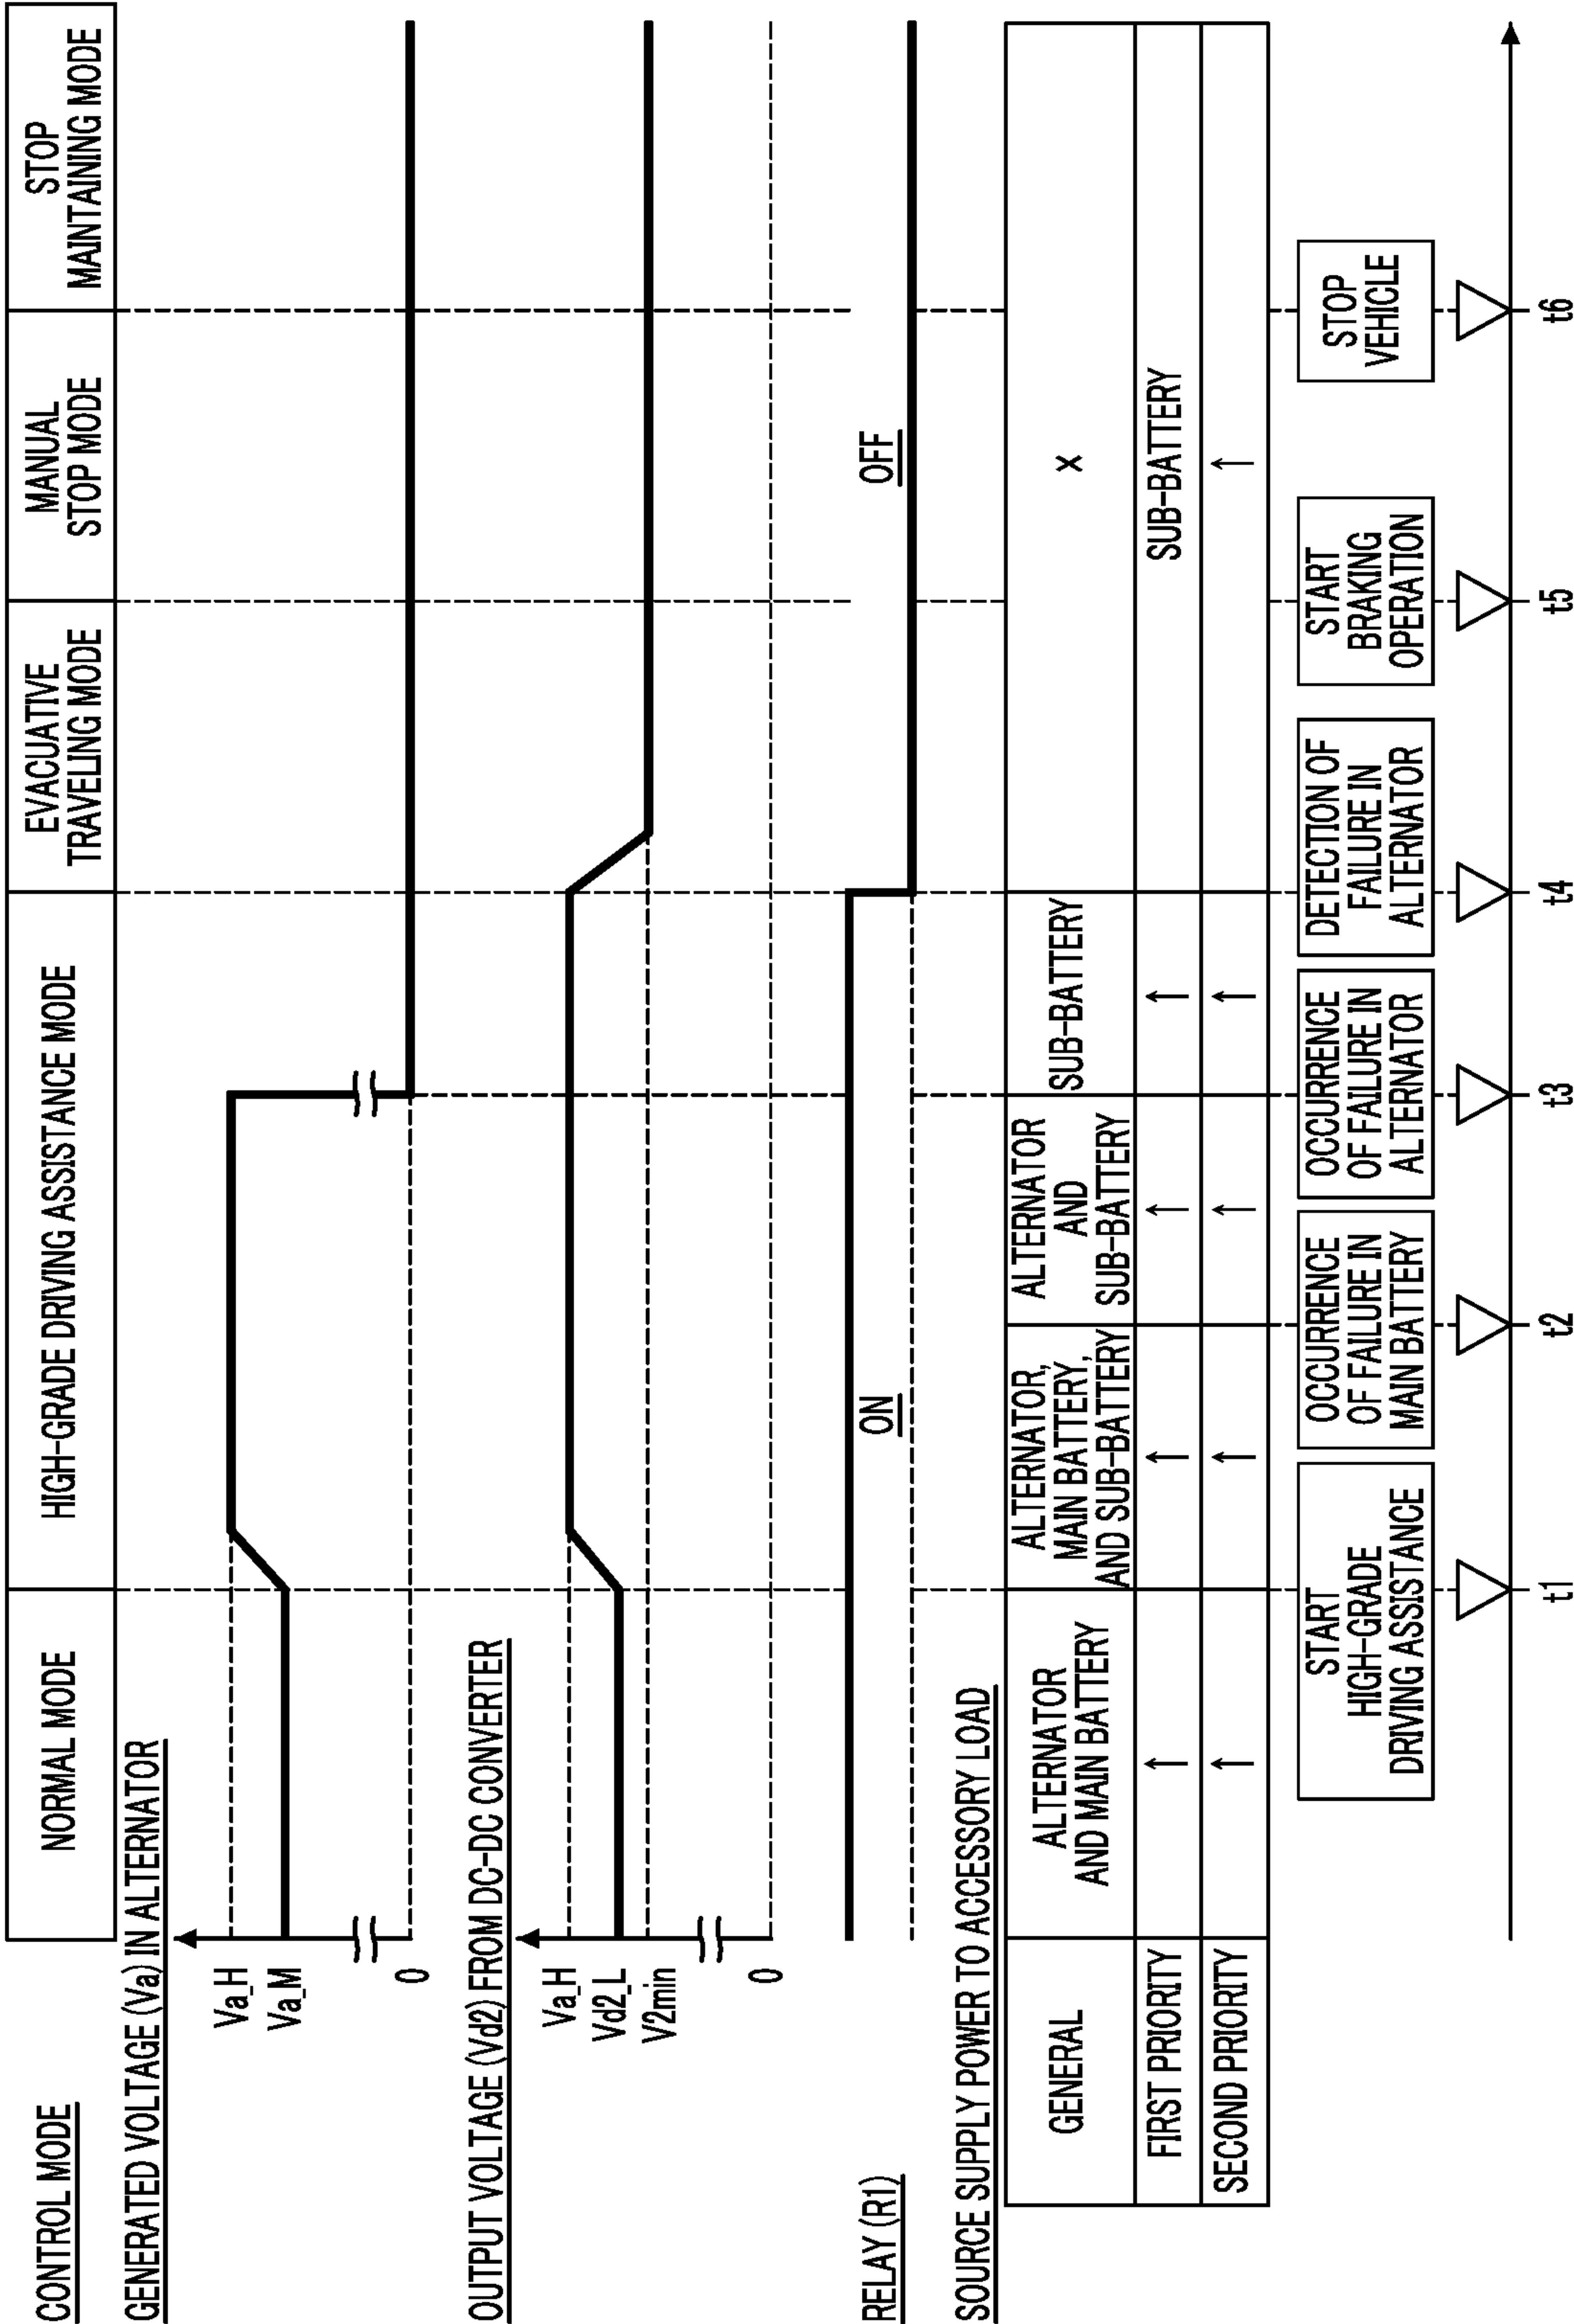 CONTROL MODE
NORMAL MODE
HIGH-GRADE DRIVING ASSISTANCE MODE
EVACUATIVE
TRAVELING MODE
MANUAL
STOP MODE
STOP
MAINTAINING MODE
GENERATED VOLTAGE (Va) IN ALTERNATOR
Va_H
Va_M
0
OUTPUT VOLTAGE (Vd2) FROM DC-DC CONVERTER
Va_H
Vd2_L
V2min
0
RELAY (R1)
ON
OFF
SOURCE SUPPLY POWER TO ACCESSORY LOAD
GENERAL
ALTERNATOR
AND MAIN BATTERY
ALTERNATOR,
MAIN BATTERY,
AND SUB-BATTERY
ALTERNATOR
AND
SUB-BATTERY
SUB-BATTERY
X
FIRST PRIORITY
↑
↑
↑
↑
SUB-BATTERY
SECOND PRIORITY
↑
↑
↑
↑
↑
START
HIGH-GRADE
DRIVING ASSISTANCE
OCCURRENCE
OF FAILURE IN
MAIN BATTERY
OCCURRENCE
OF FAILURE IN
ALTERNATOR
DETECTION OF
FAILURE IN
ALTERNATOR
START
BRAKING
OPERATION
STOP
VEHICLE
t1
t2
t3
t4
t5
t6